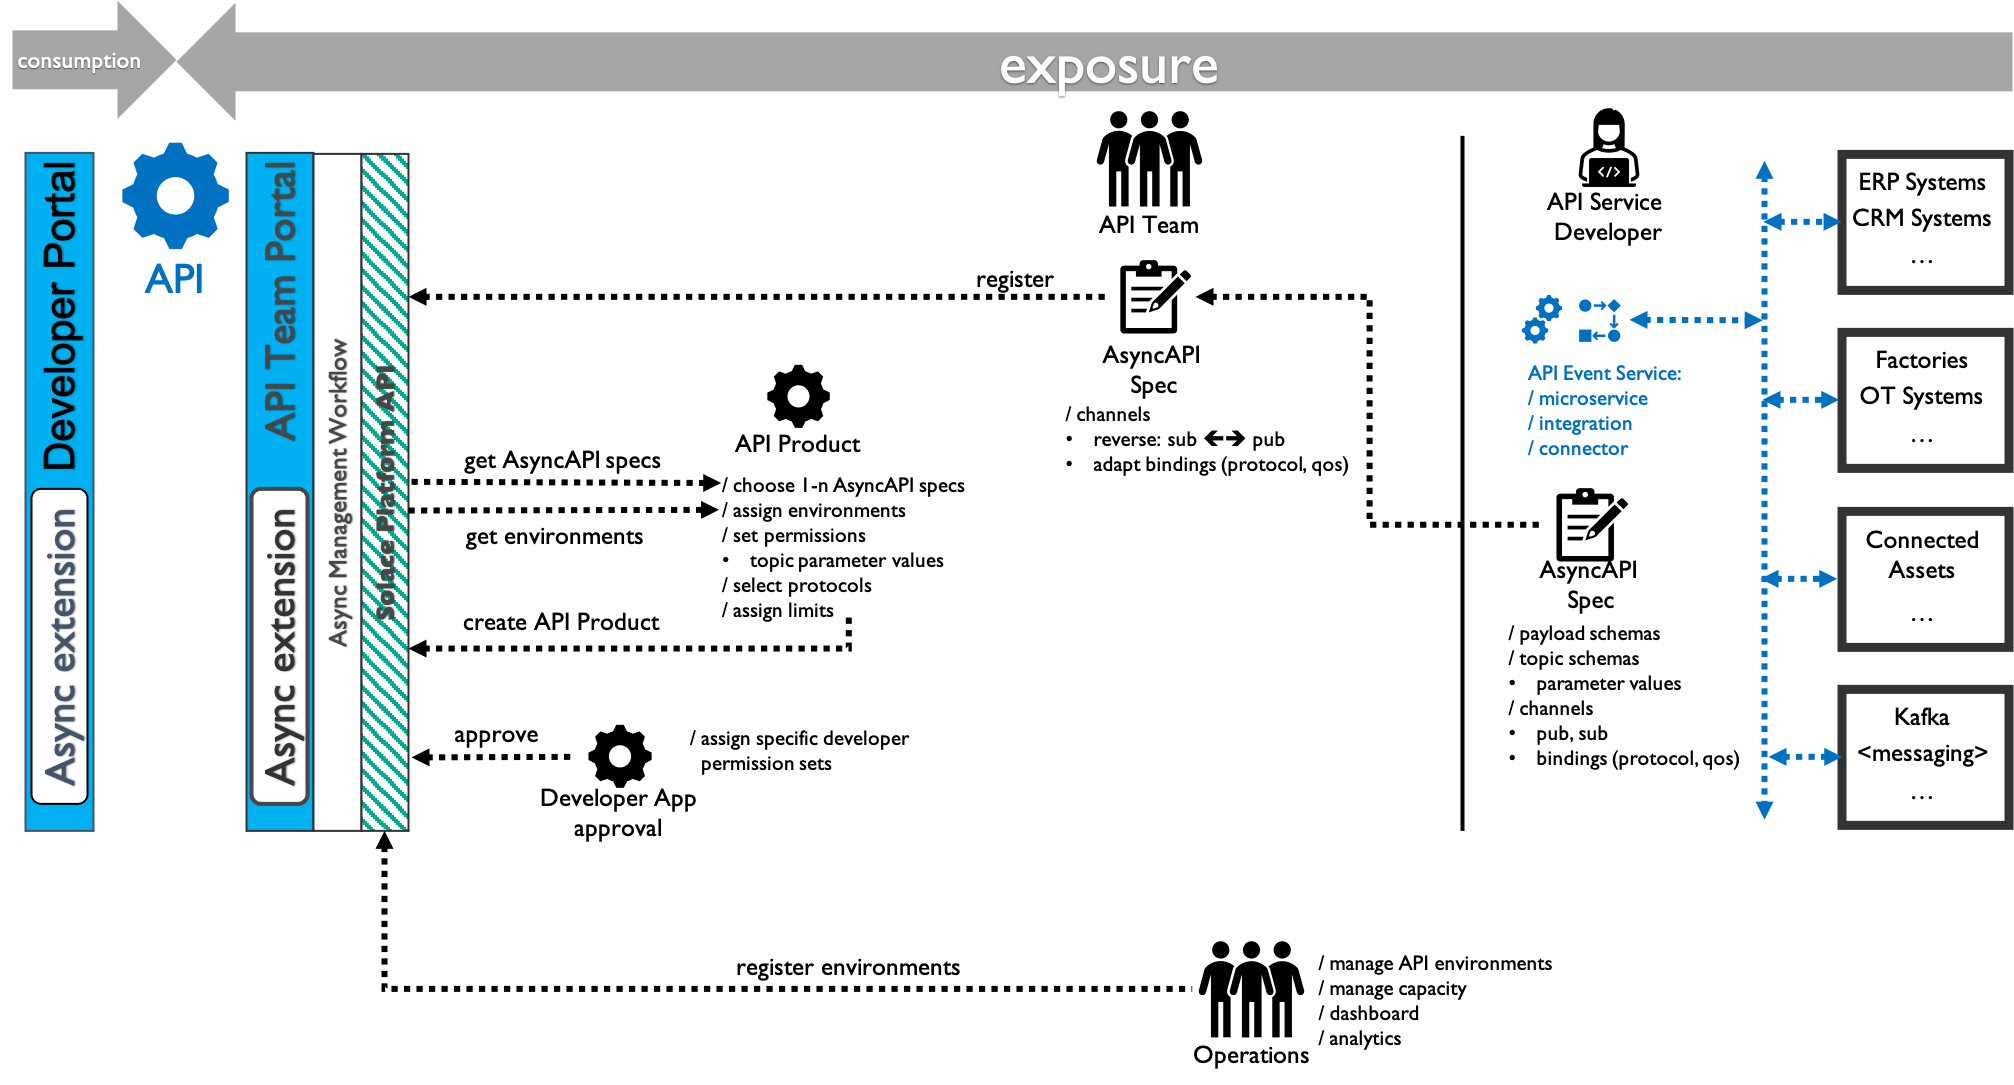 consumption
exposure
Developer Portal
Async extension
API
API Team Portal
Async extension
Async Management Workflow
Solace Platform API
API Team
register
AsyncAPI
Spec
/ channels
• reverse: sub ←→ pub
• adapt bindings (protocol, qos)
API Product
get AsyncAPI specs
get environments
/ choose 1-n AsyncAPI specs
/ assign environments
/ set permissions
• topic parameter values
/ select protocols
/ assign limits
create API Product
approve
/ assign specific developer
permission sets
Developer App
approval
register environments
Operations
/ manage API environments
/ manage capacity
/ dashboard
/ analytics
</>
API Service
Developer
API Event Service:
/ microservice
/ integration
/ connector
AsyncAPI
Spec
/ payload schemas
/ topic schemas
• parameter values
/ channels
• pub, sub
• bindings (protocol, qos)
ERP Systems
CRM Systems
...
Factories
OT Systems
...
Connected
Assets
...
Kafka
<messaging>
...